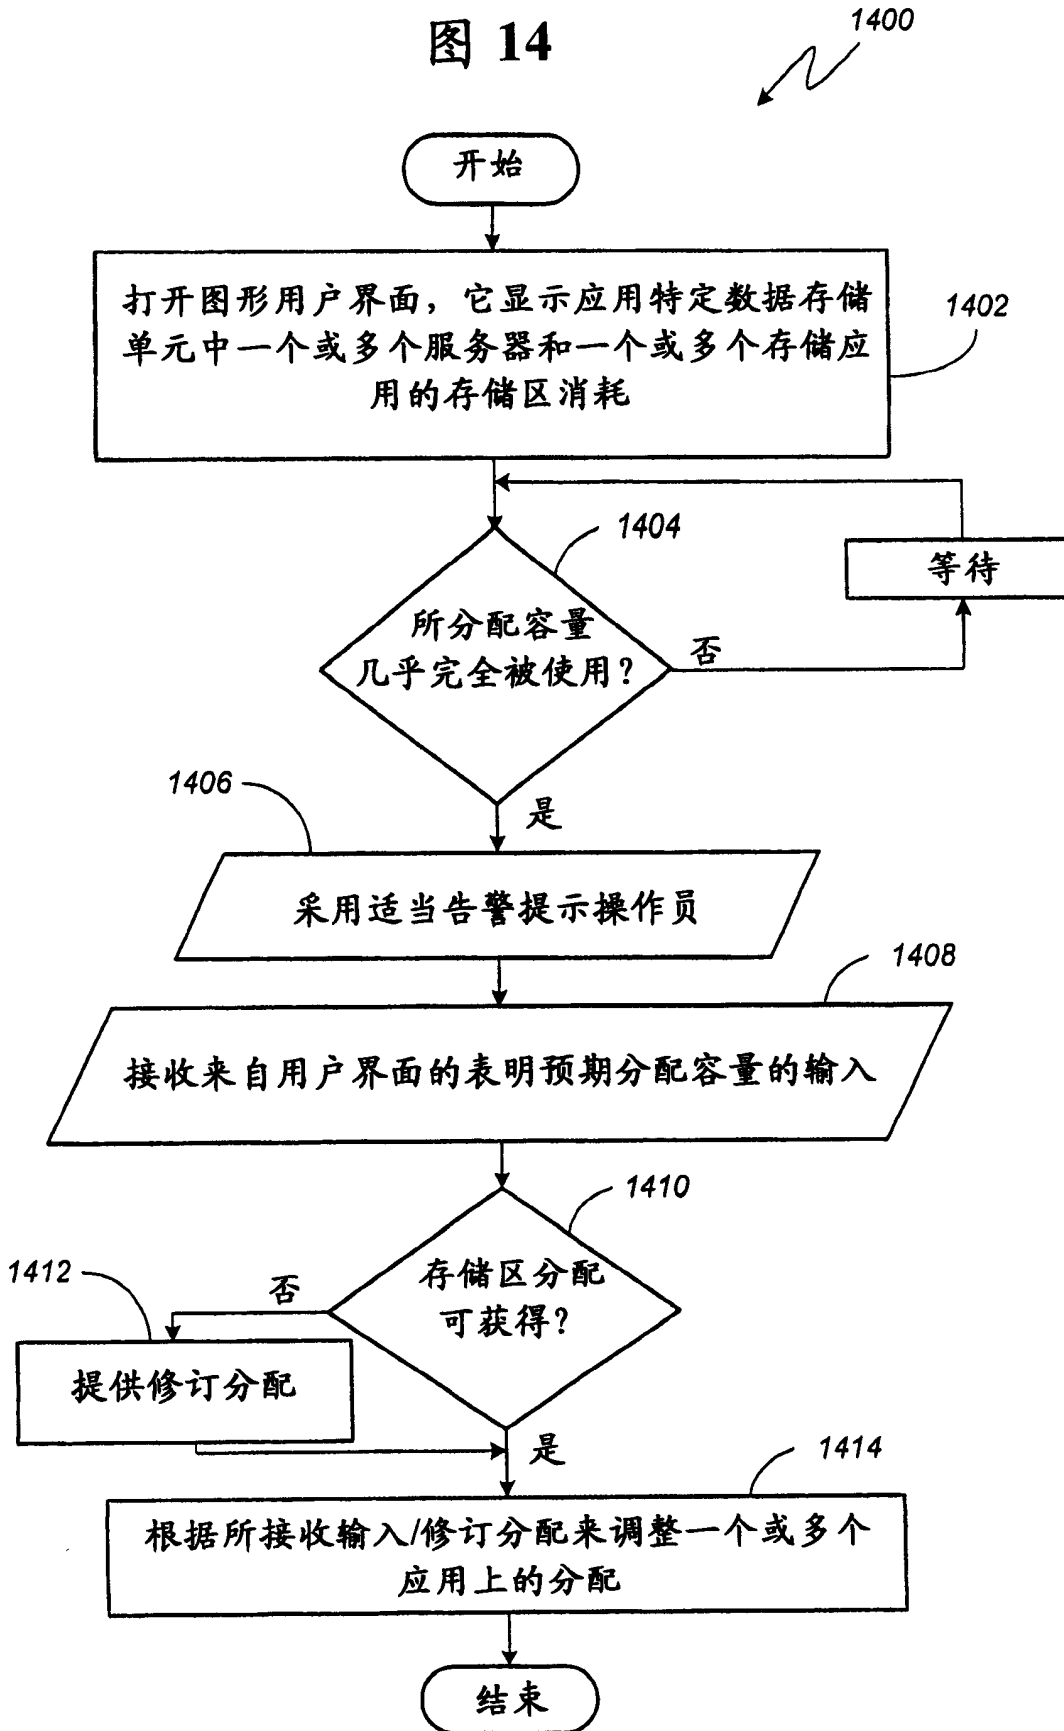 图 14
1400
开始
打开图形用户界面，它显示应用特定数据存储
单元中一个或多个服务器和一个或多个存储应
用的存储区消耗
1402
1404
等待
所分配容量
几乎完全被使用？
否
1406
是
采用适当告警提示操作员
1408
接收来自用户界面的表明预期分配容量的输入
1410
1412
否
存储区分配
可获得？
提供修订分配
是
1414
根据所接收输入/修订分配来调整一个或多个
应用上的分配
结束